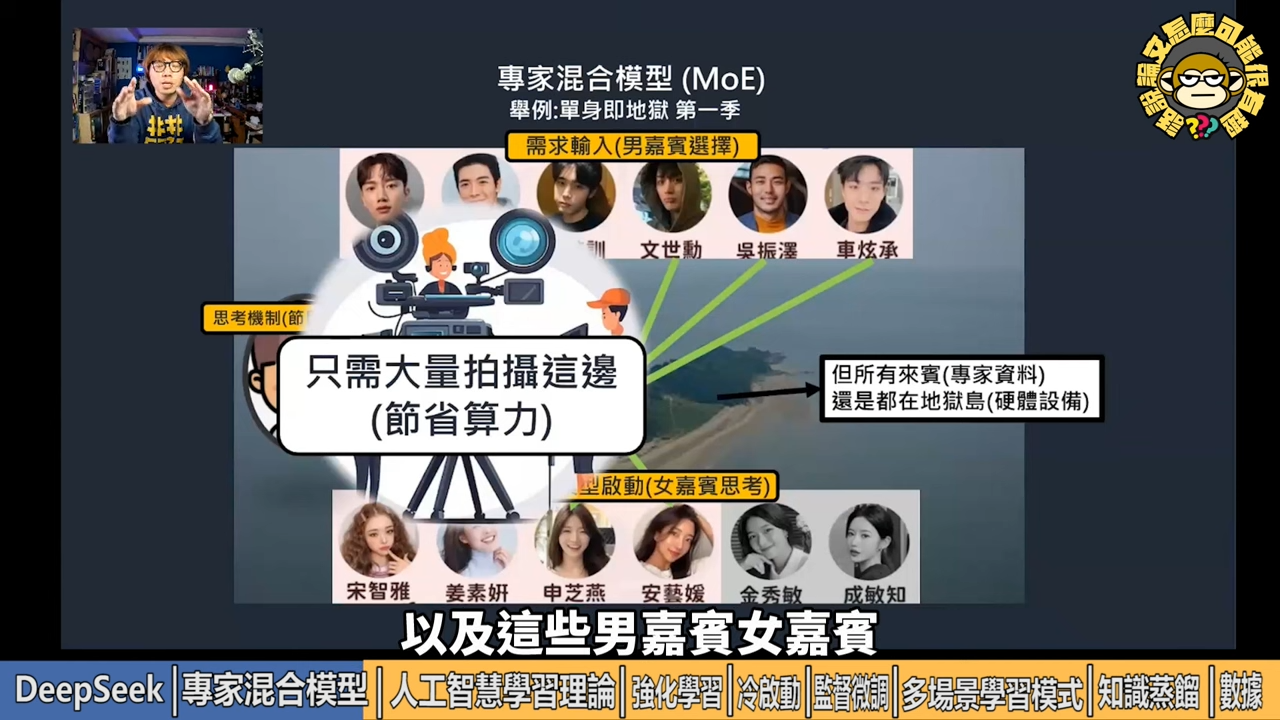 專家混合模型 (MoE)
舉例:單身即地獄 第一季
需求輸入(男嘉賓選擇)
訓
文世勳
吳振澤
車炫承
思考機制(節
只需大量拍攝這邊
(節省算力)
但所有來賓(專家資料)
還是都在地獄島(硬體設備)
型啟動(女嘉賓思考)
宋智雅
姜素姸
申芝燕
安藝媛
金秀敏
成敏知
以及這些男嘉賓女嘉賓
DeepSeek|專家混合模型|人工智慧學習理論|強化學習|冷啟動|監督微調|多場景學習模式|知識蒸餾|數據